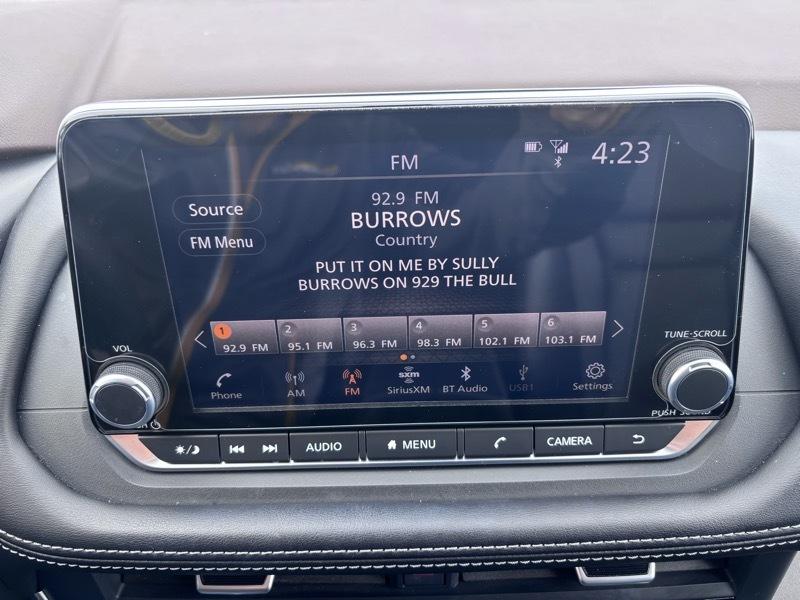 FM
4:23
92.9 FM
Source
BURROWS
FM Menu
Country
PUT IT ON ME BY SULLY
BURROWS ON 929 THE BULL
1 2 3 4 5 6
92.9 FM 95.1 FM 96.3 FM 98.3 FM 102.1 FM 103.1 FM
sxm
Phone AM FM SiriusXM BT Audio USB1 Settings
VOL
TUNE·SCROLL
PUSH SOUND
AUDIO MENU CAMERA